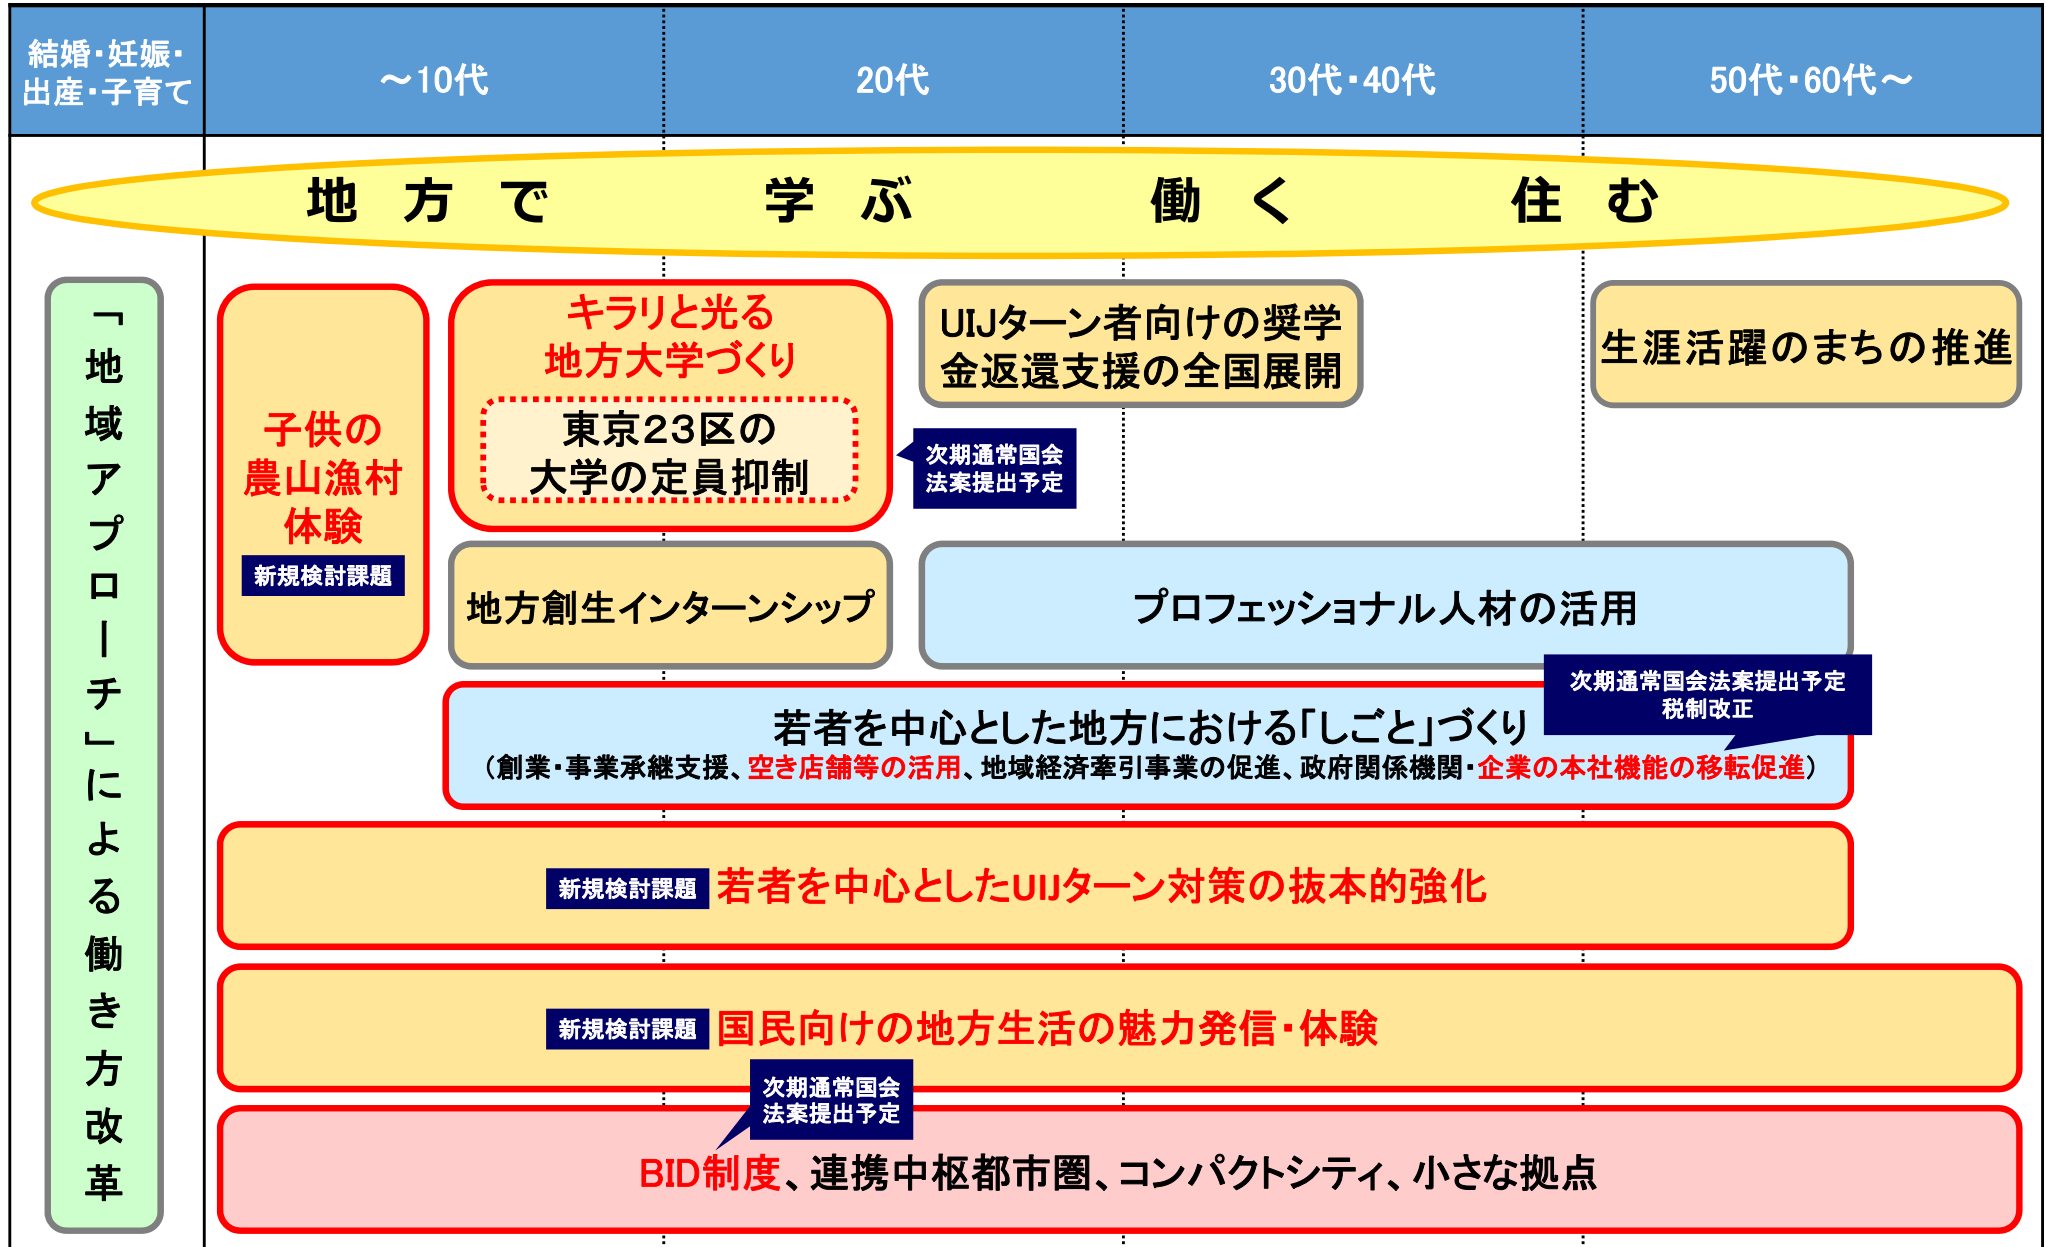 結婚・妊娠・
出産・子育て
～10代
20代
30代・40代
50代・60代～
地方で 学ぶ 働く 住む
「地域アプローチ」による働き方改革
子供の
農山漁村
体験
新規検討課題
キラリと光る
地方大学づくり
東京２３区の
大学の定員抑制
次期通常国会
法案提出予定
UIJターン者向けの奨学
金返還支援の全国展開
生涯活躍のまちの推進
地方創生インターンシップ
プロフェッショナル人材の活用
次期通常国会法案提出予定
税制改正
若者を中心とした地方における「しごと」づくり
（創業・事業承継支援、空き店舗等の活用、地域経済牽引事業の促進、政府関係機関・企業の本社機能の移転促進）
新規検討課題 若者を中心としたUIJターン対策の抜本的強化
新規検討課題 国民向けの地方生活の魅力発信・体験
次期通常国会
法案提出予定
BID制度、連携中枢都市圏、コンパクトシティ、小さな拠点